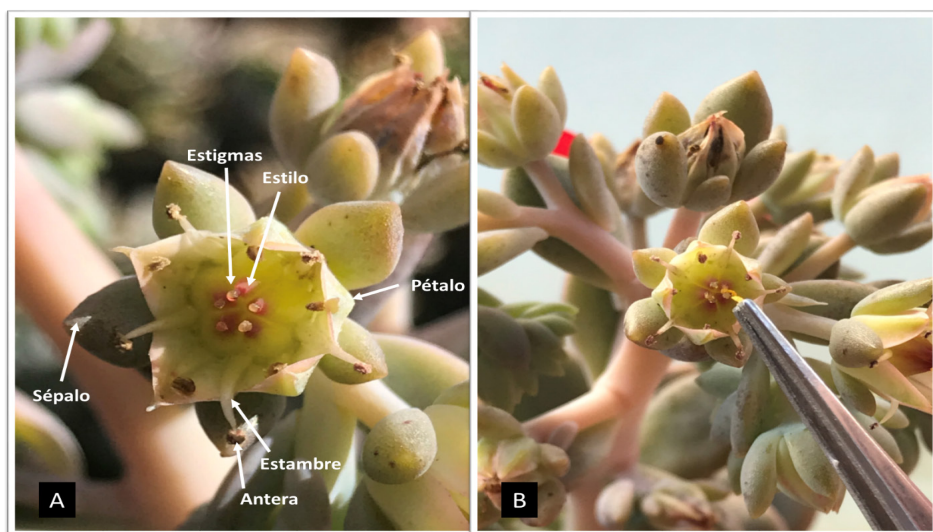 Estigmas
Estilo
Pétalo
Sépalo
Estambre
Antera
A
B